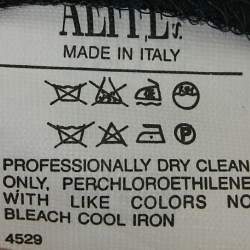 MADE IN ITALY
P
PROFESSIONALLY DRY CLEAN
ONLY, PERCHLOROETHILENE
WITH LIKE COLORS NO
BLEACH COOL IRON
4529